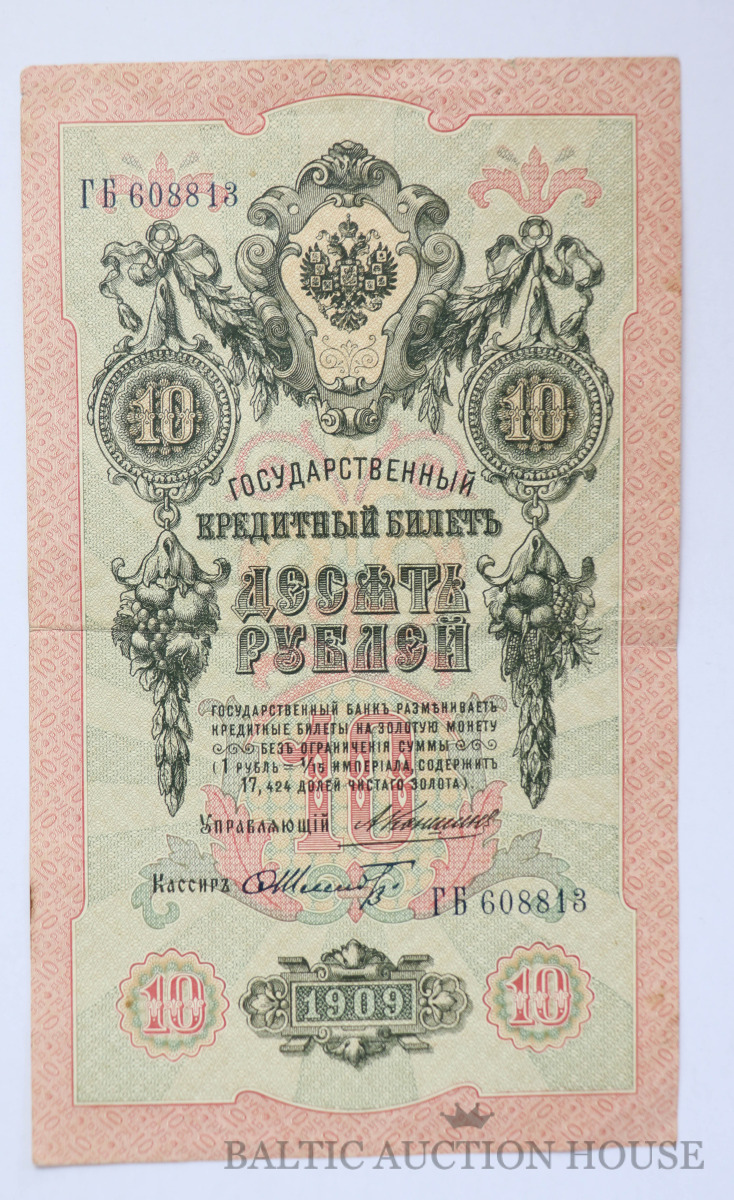 ГБ 608813
10 10
ГОСУДАРСТВЕННЫЙ
КРЕДИТНЫЙ БИЛЕТЪ
ДЕСЯТЬ
РУБЛЕЙ
10
ГОСУДАРСТВЕННЫЙ БАНКЪ РАЗМѢНИВАЕТЪ
КРЕДИТНЫЕ БИЛЕТЫ НА ЗОЛОТУЮ МОНЕТУ
БЕЗЪ ОГРАНИЧЕНІЯ СУММЫ
(1 РУБЛЬ = 1/15 ИМПЕРІАЛА, СОДЕРЖИТЪ
17,424 ДОЛЕЙ ЧИСТАГО ЗОЛОТА).
УПРАВЛЯЮЩІЙ
КАССИРЪ
ГБ 608813
10 1909 10
BALTIC AUCTION HOUSE